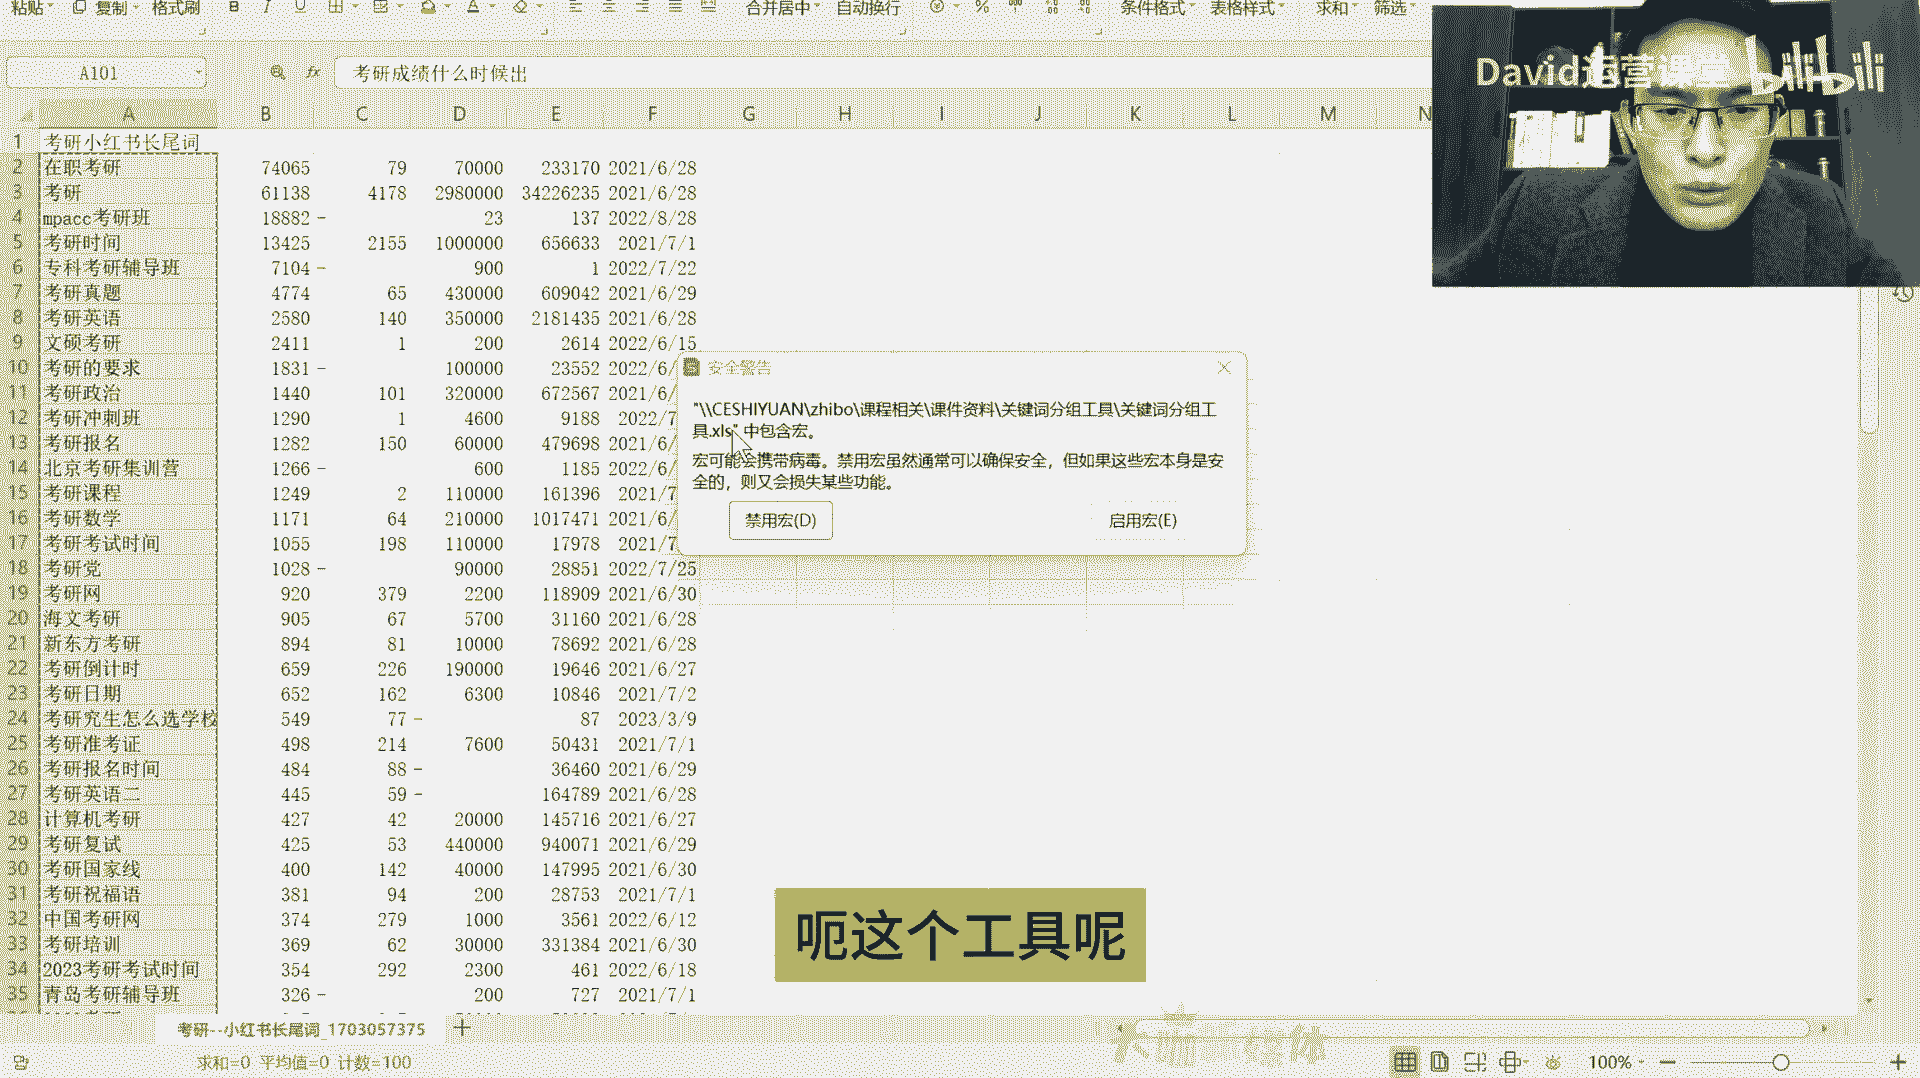 粘贴 复制 格式刷 B I U 合并居中 自动换行 % 条件格式 表格样式 求和 筛选
A101 fx 考研成绩什么时候出
David运营课堂 bilibili
A B C D E F G H I J K L M N
1 考研小红书长尾词
2 在职考研 74065 79 70000 233170 2021/6/28
3 考研 61138 4178 2980000 34226235 2021/6/28
4 mpacc考研班 18882 - 23 137 2022/8/28
5 考研时间 13425 2155 1000000 656633 2021/7/1
6 专科考研辅导班 7104 - 900 1 2022/7/22
7 考研真题 4774 65 430000 609042 2021/6/29
8 考研英语 2580 140 350000 2181435 2021/6/28
9 文硕考研 2411 1 200 2614 2022/6/15
10 考研的要求 1831 - 100000 23552 2022/6/
11 考研政治 1440 101 320000 672567 2021/6/
12 考研冲刺班 1290 1 4600 9188 2022/7
13 考研报名 1282 150 60000 479698 2021/6/
14 北京考研集训营 1266 - 600 1185 2022/6/
15 考研课程 1249 2 110000 161396 2021/7
16 考研数学 1171 64 210000 1017471 2021/6/
17 考研考试时间 1055 198 110000 17978 2021/7
18 考研党 1028 - 90000 28851 2022/7/25
19 考研网 920 379 2200 118909 2021/6/30
20 海文考研 905 67 5700 31160 2021/6/28
21 新东方考研 894 81 10000 78692 2021/6/28
22 考研倒计时 659 226 190000 19646 2021/6/27
23 考研日期 652 162 6300 10846 2021/7/2
24 考研究生怎么选学校 549 77 - 87 2023/3/9
25 考研准考证 498 214 7600 50431 2021/7/1
26 考研报名时间 484 88 - 36460 2021/6/29
27 考研英语二 445 59 - 164789 2021/6/28
28 计算机考研 427 42 20000 145716 2021/6/27
29 考研复试 425 53 440000 940071 2021/6/29
30 考研国家线 400 142 40000 147995 2021/6/30
31 考研祝福语 381 94 200 28753 2021/7/1
32 中国考研网 374 279 1000 3561 2022/6/12
33 考研培训 369 62 30000 331384 2021/6/30
34 2023考研考试时间 354 292 2300 461 2022/6/18
35 青岛考研辅导班 326 - 200 727 2021/7/1
安全警告
"\\CESHIYUAN\zhibo\课程相关\课件资料\关键词分组工具\关键词分组工
具.xls" 中包含宏。
宏可能会携带病毒。禁用宏虽然通常可以确保安全，但如果这些宏本身是安
全的，则又会损失某些功能。
禁用宏(D) 启用宏(E)
呃这个工具呢
考研--小红书长尾词_1703057375 +
求和=0 平均值=0 计数=100
100% - +